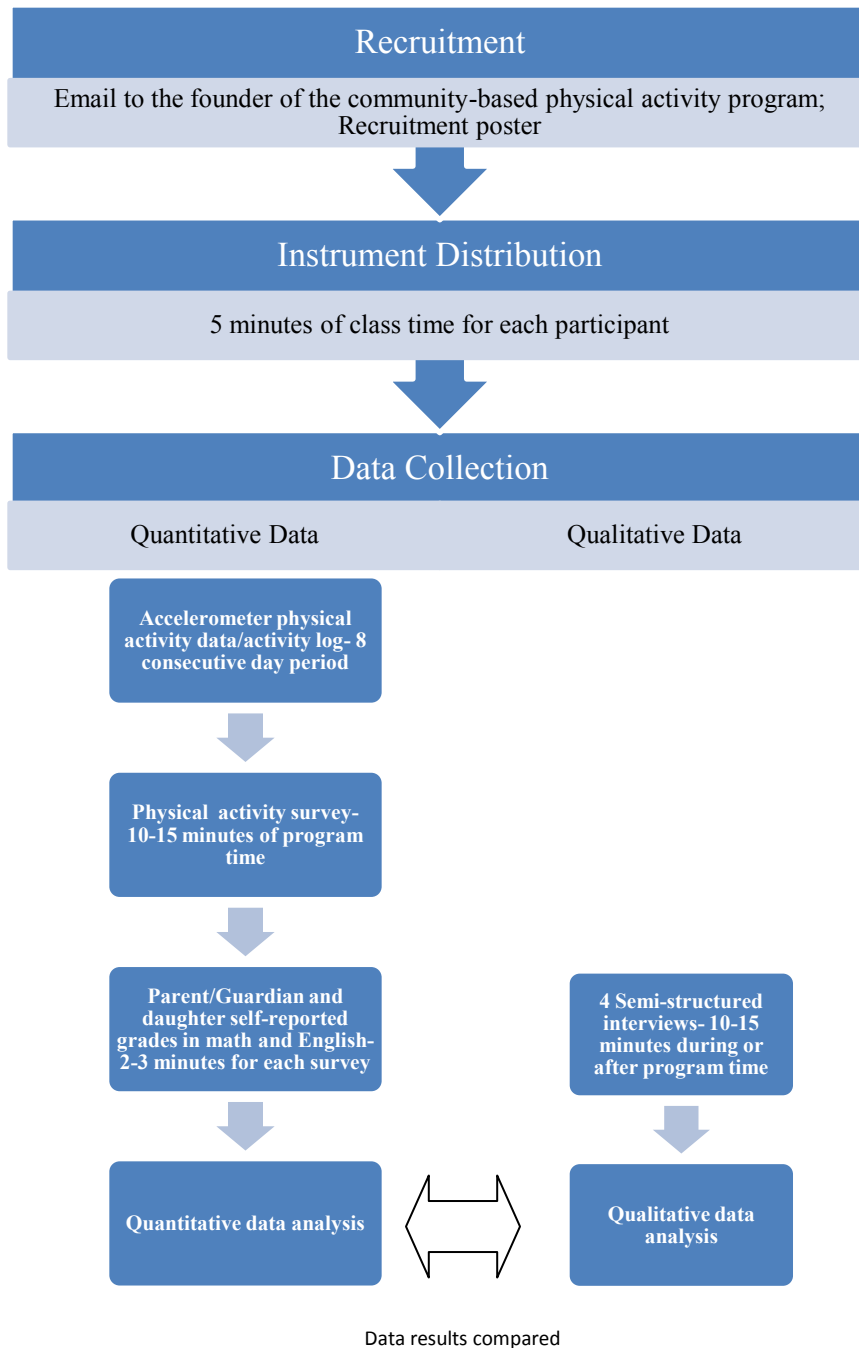 Recruitment
Email to the founder of the community-based physical activity program;
Recruitment poster
Instrument Distribution
5 minutes of class time for each participant
Data Collection
Quantitative Data
Qualitative Data
Accelerometer physical
activity data/activity log- 8
consecutive day period
Physical activity survey-
10-15 minutes of program
time
Parent/Guardian and
daughter self-reported
grades in math and English-
2-3 minutes for each survey
4 Semi-structured
interviews- 10-15
minutes during or
after program time
Quantitative data analysis
Qualitative data
analysis
Data results compared